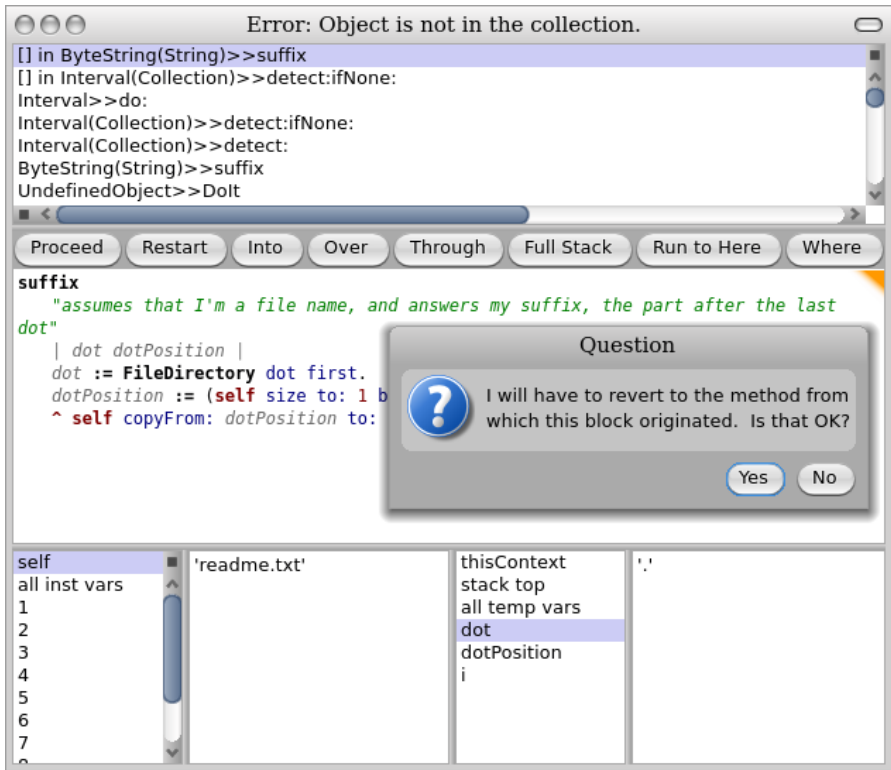 Error: Object is not in the collection.
[] in ByteString(String)>>suffix
[] in Interval(Collection)>>detect:ifNone:
Interval>>do:
Interval(Collection)>>detect:ifNone:
Interval(Collection)>>detect:
ByteString(String)>>suffix
UndefinedObject>>DoIt
Proceed Restart Into Over Through Full Stack Run to Here Where
suffix
"assumes that I'm a file name, and answers my suffix, the part after the last
dot"
| dot dotPosition |
dot := FileDirectory dot first.
dotPosition := (self size to: 1 b
^ self copyFrom: dotPosition to:
Question
I will have to revert to the method from
which this block originated. Is that OK?
Yes No
self
all inst vars
1
2
3
4
5
6
7
'readme.txt'
thisContext
stack top
all temp vars
dot
dotPosition
i
'.'